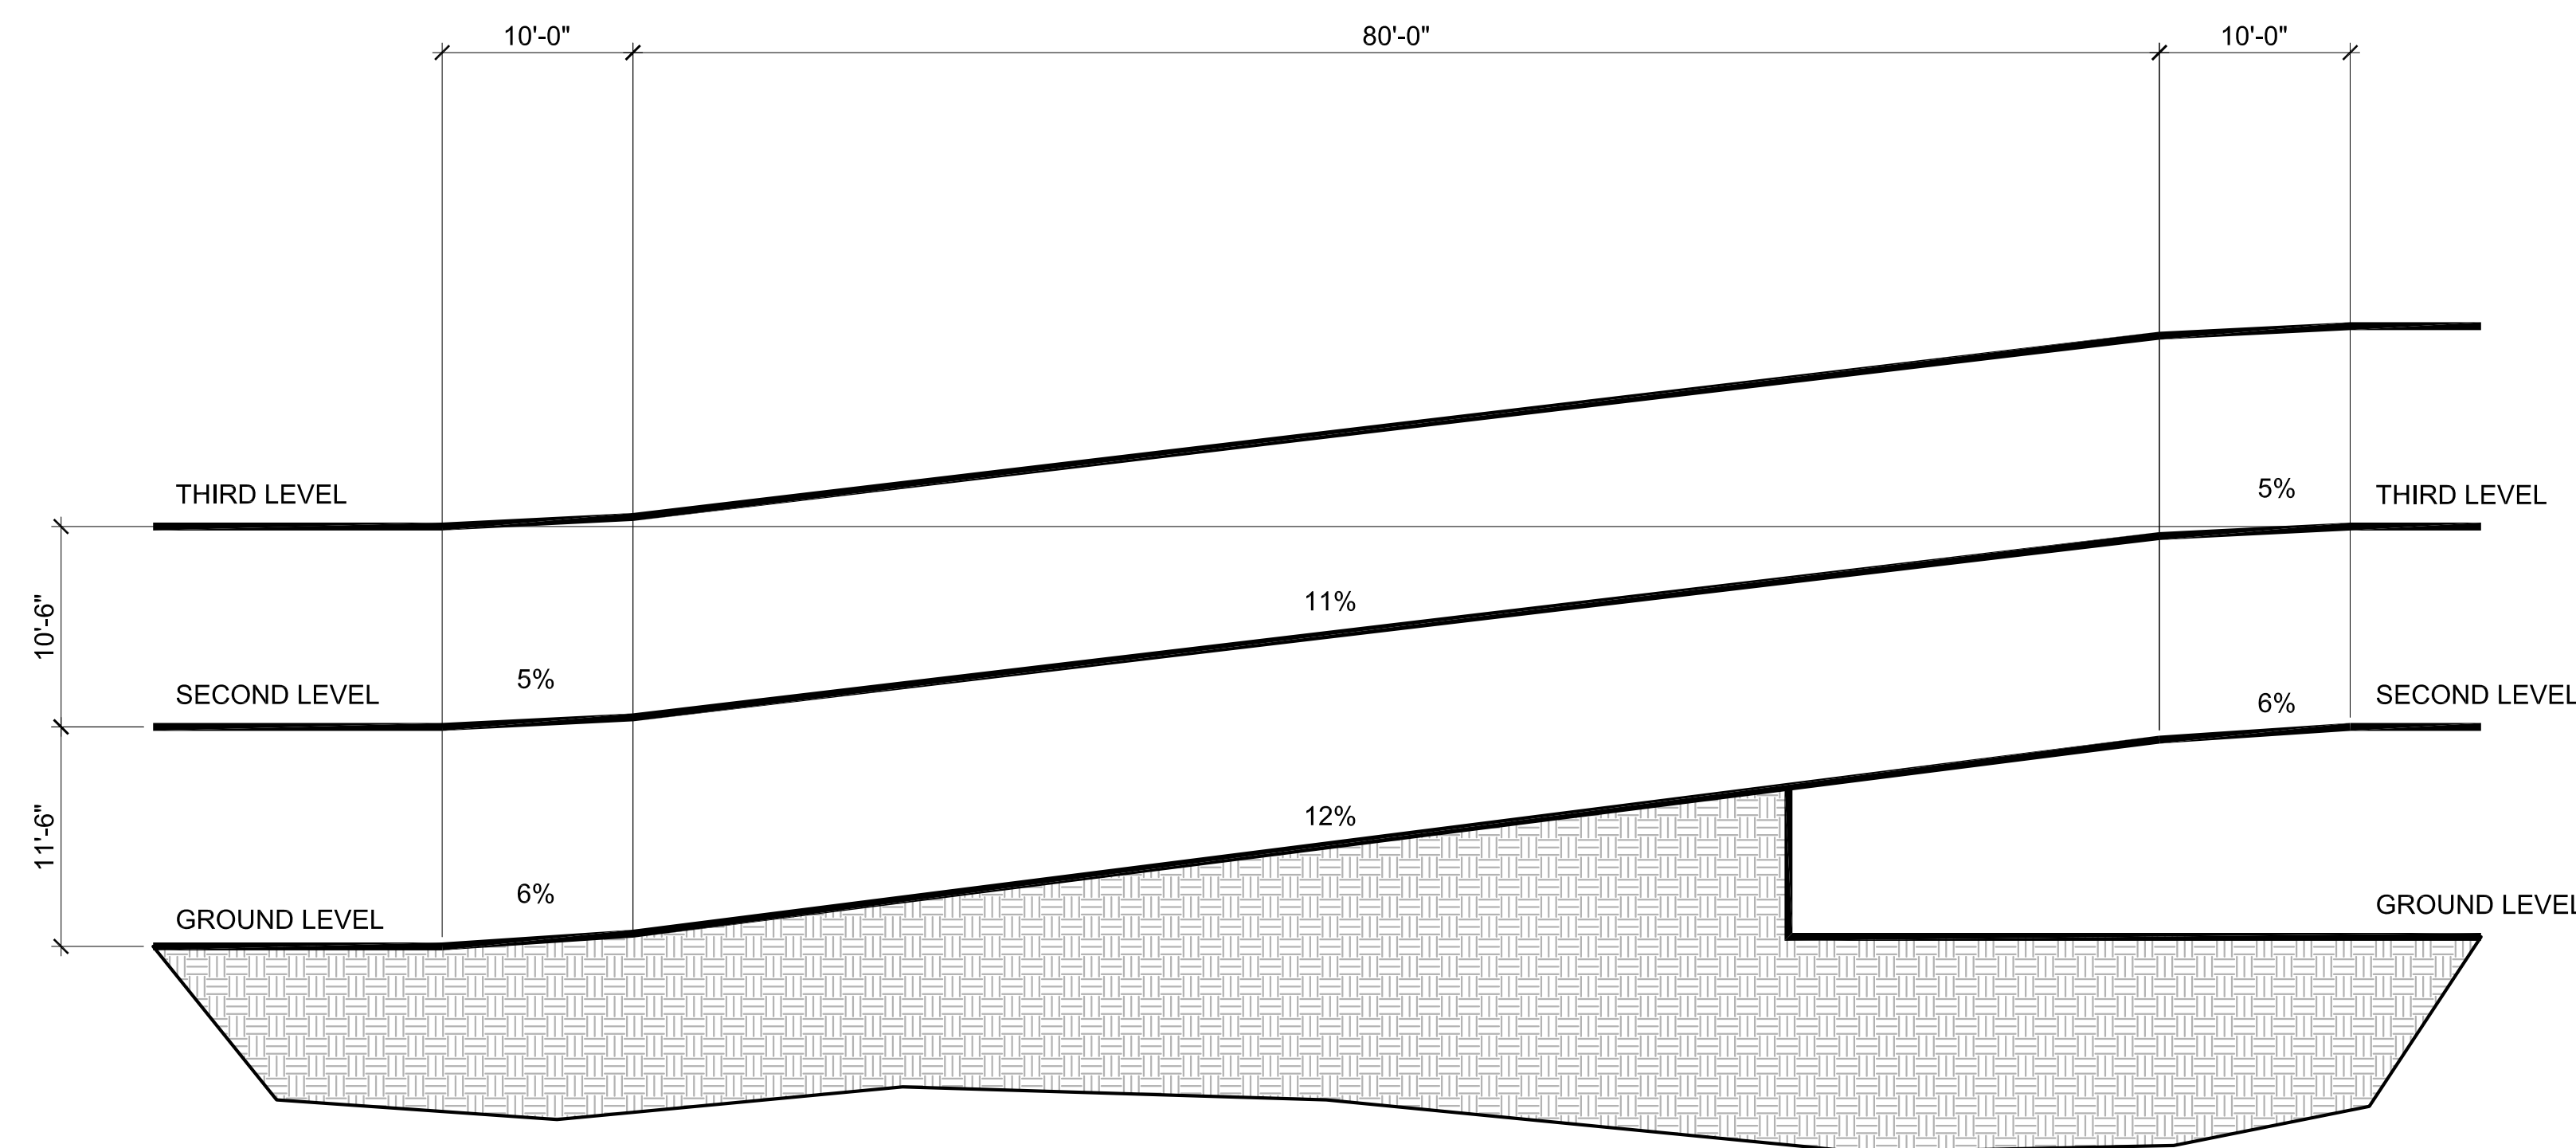 10'-0"
80'-0"
10'-0"
THIRD LEVEL
5%
THIRD LEVEL
10'-6"
11%
SECOND LEVEL
5%
6%
SECOND LEVEL
11'-6"
12%
GROUND LEVEL
6%
GROUND LEVEL